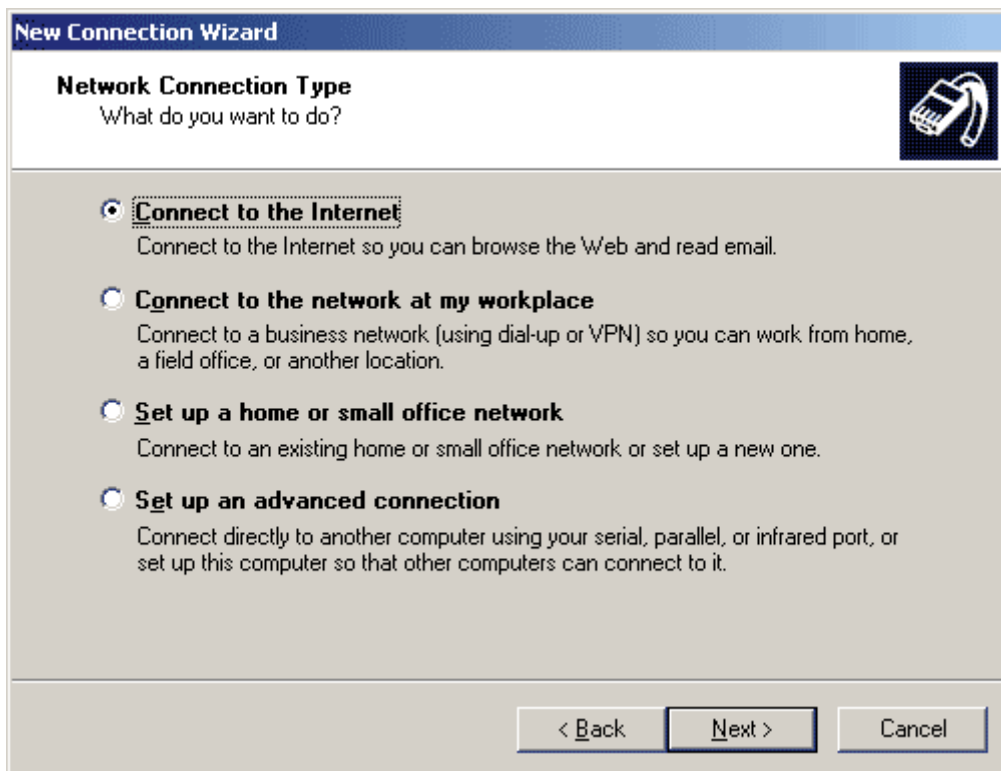 New Connection Wizard
Network Connection Type
What do you want to do?
Connect to the Internet
Connect to the Internet so you can browse the Web and read email.
Connect to the network at my workplace
Connect to a business network (using dial-up or VPN) so you can work from home,
a field office, or another location.
Set up a home or small office network
Connect to an existing home or small office network or set up a new one.
Set up an advanced connection
Connect directly to another computer using your serial, parallel, or infrared port, or
set up this computer so that other computers can connect to it.
< Back Next > Cancel